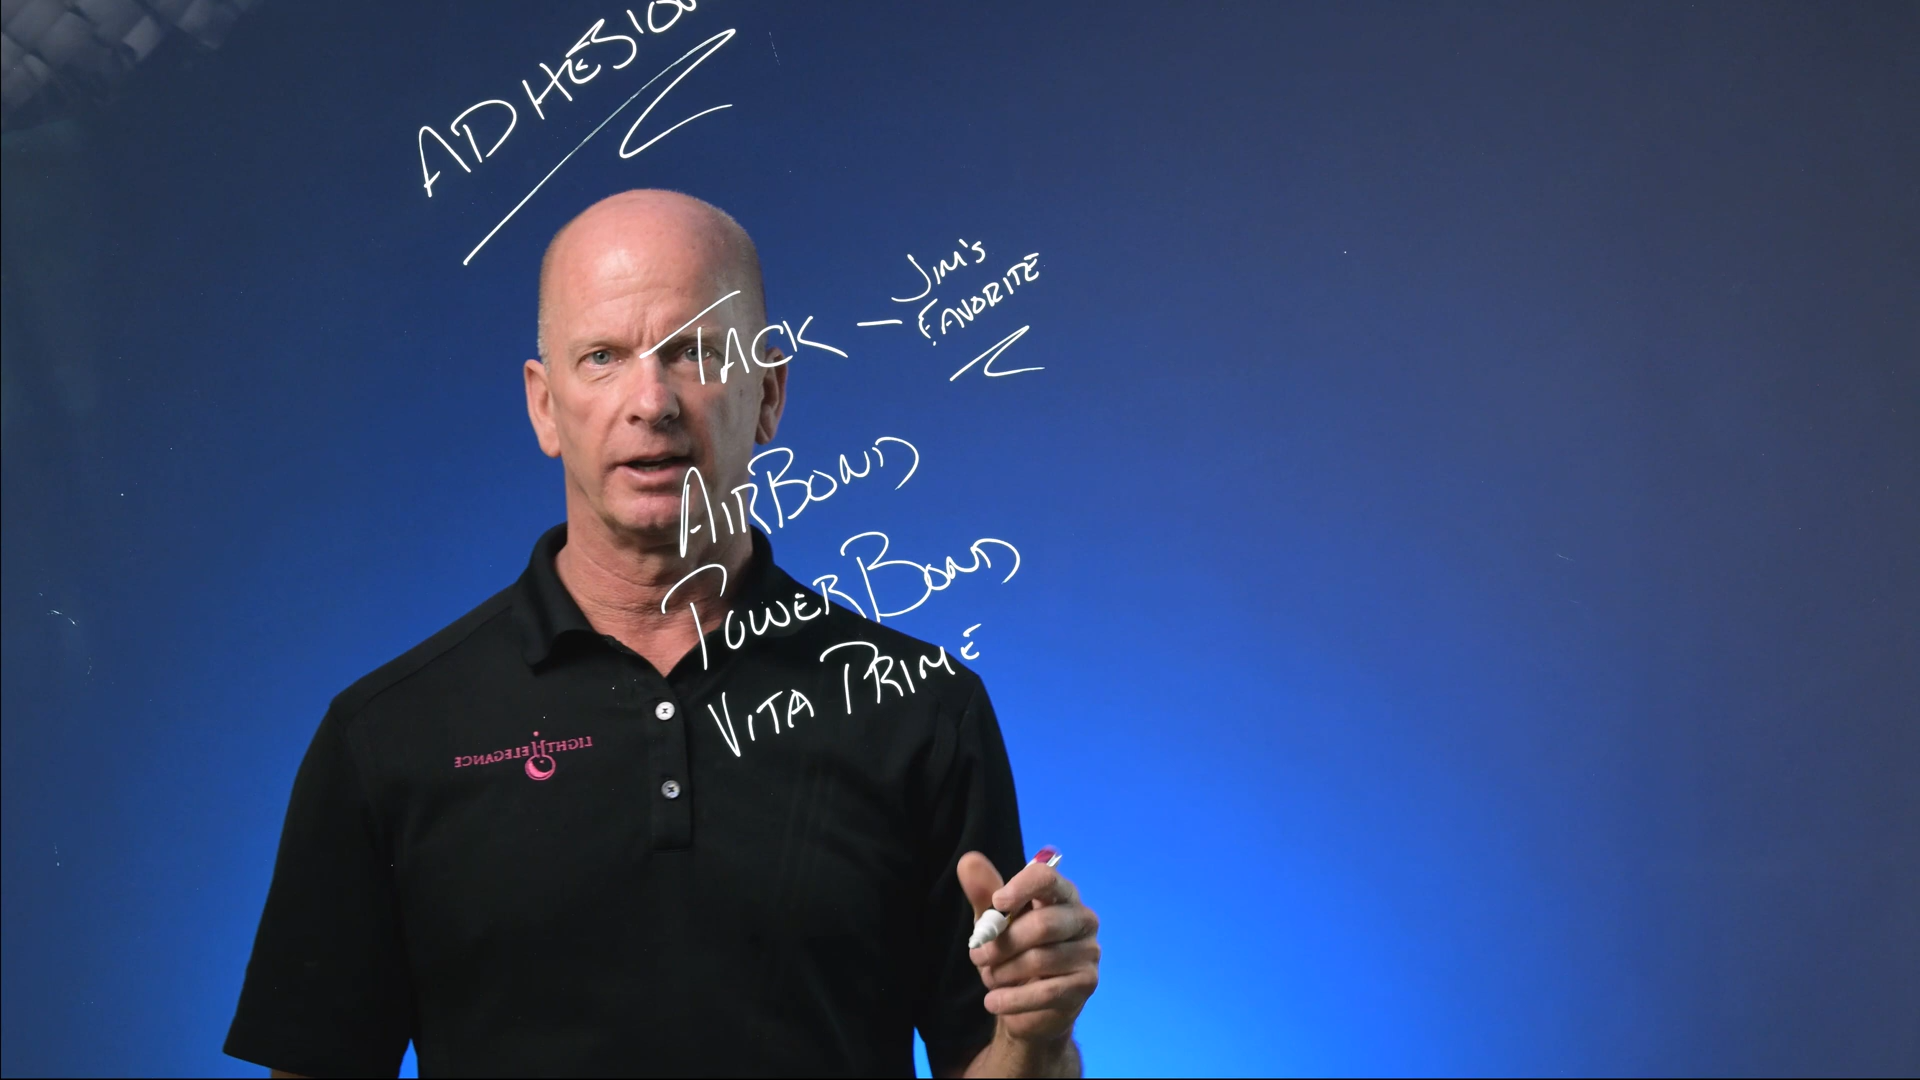 ADHESION
JIM'S
TACK — FAVORITE
AIRBOND
POWERBOND
VITA PRIME
LIGHT ELEGANCE